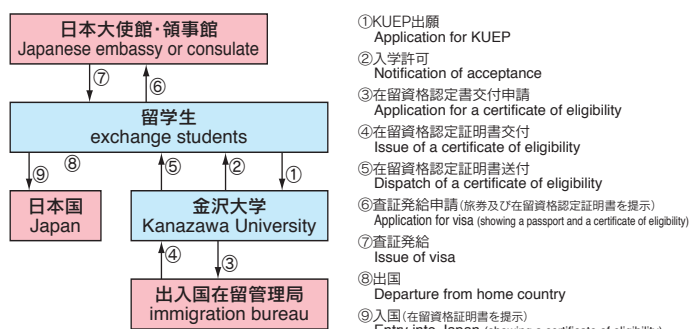 日本大使館・領事館
Japanese embassy or consulate
⑦
⑥
留学生
exchange students
⑧
⑨
⑤
②
①
日本国
Japan
金沢大学
Kanazawa University
④
③
出入国在留管理局
immigration bureau
①KUEP出願
Application for KUEP
②入学許可
Notification of acceptance
③在留資格認定書交付申請
Application for a certificate of eligibility
④在留資格認定証明書交付
Issue of a certificate of eligibility
⑤在留資格認定証明書送付
Dispatch of a certificate of eligibility
⑥査証発給申請(旅券及び在留資格認定証明書を提示)
Application for visa (showing a passport and a certificate of eligibility)
⑦査証発給
Issue of visa
⑧出国
Departure from home country
⑨入国(在留資格証明書を提示)
Entry into Japan (showing a certificate of eligibility)